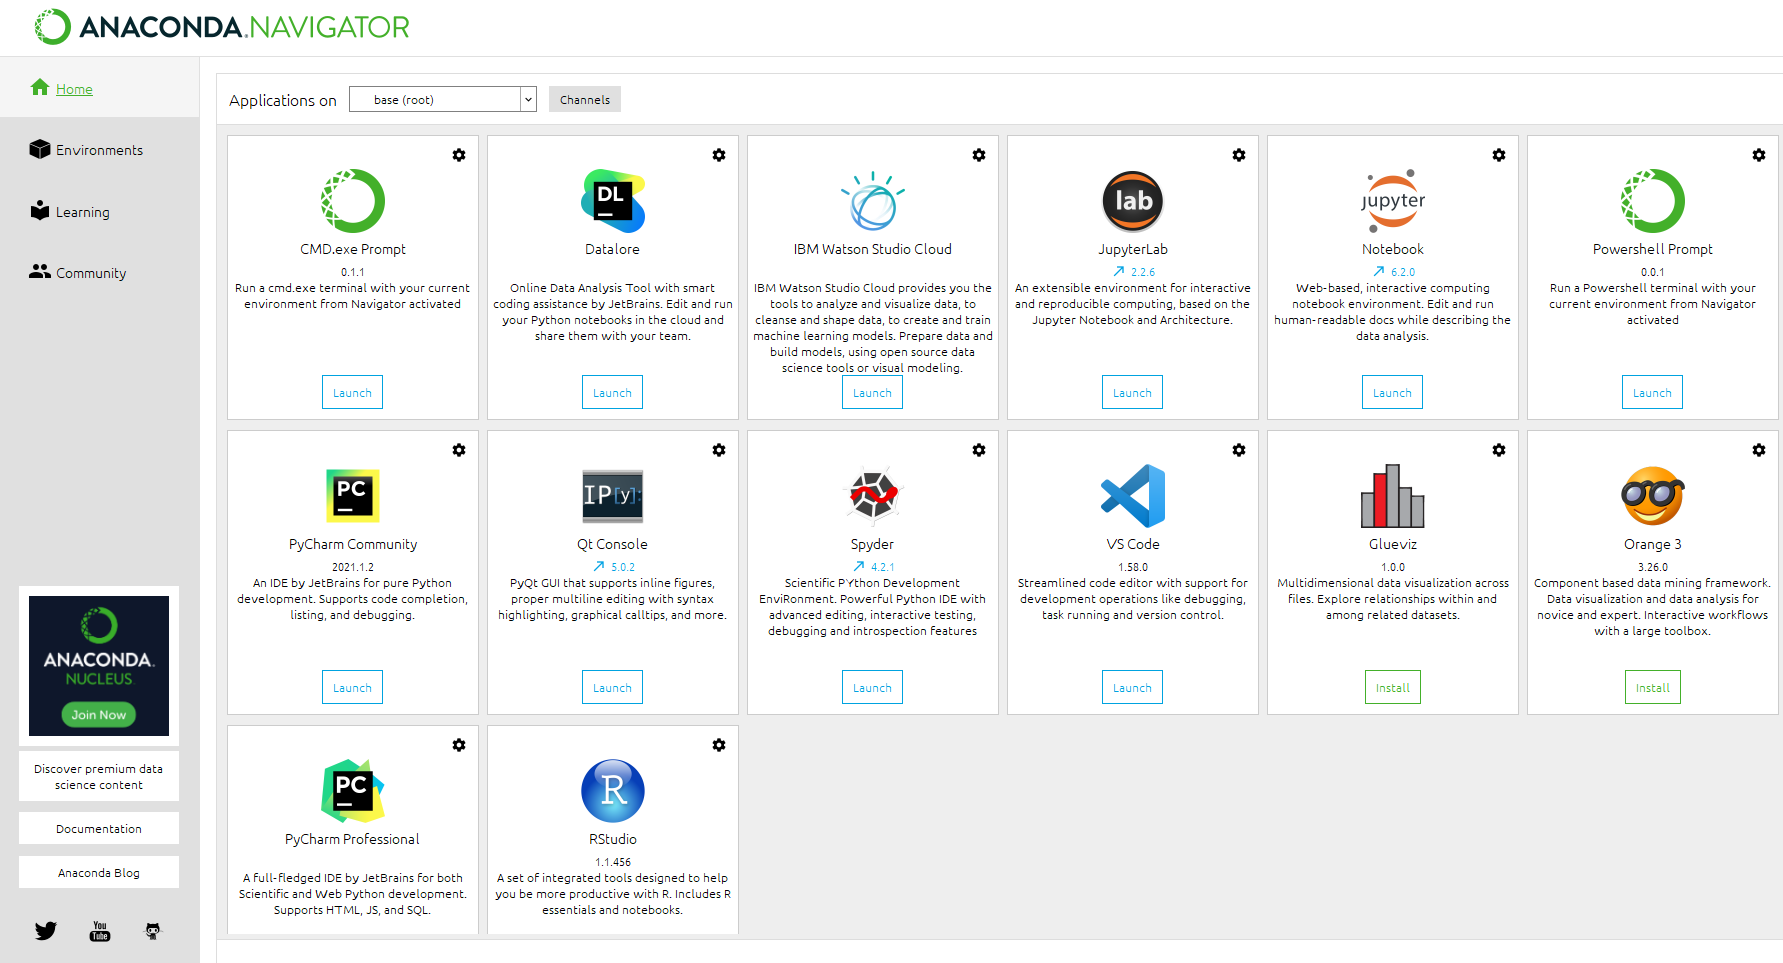 ANACONDA.NAVIGATOR
Home
Environments
Learning
Community
ANACONDA.
NUCLEUS
Join Now
Discover premium data
science content
Documentation
Anaconda Blog
You
Tube
Applications on
base (root)
Channels
CMD.exe Prompt
0.1.1
Run a cmd.exe terminal with your current
environment from Navigator activated
Launch
DL
Datalore
Online Data Analysis Tool with smart
coding assistance by JetBrains. Edit and run
your Python notebooks in the cloud and
share them with your team.
Launch
IBM Watson Studio Cloud
IBM Watson Studio Cloud provides you the
tools to analyze and visualize data, to
cleanse and shape data, to create and train
machine learning models. Prepare data and
build models, using open source data
science tools or visual modeling.
Launch
lab
JupyterLab
2.2.6
An extensible environment for interactive
and reproducible computing, based on the
Jupyter Notebook and Architecture.
Launch
jupyter
Notebook
6.2.0
Web-based, interactive computing
notebook environment. Edit and run
human-readable docs while describing the
data analysis.
Launch
Powershell Prompt
0.0.1
Run a Powershell terminal with your
current environment from Navigator
activated
Launch
PC
PyCharm Community
2021.1.2
An IDE by JetBrains for pure Python
development. Supports code completion,
listing, and debugging.
Launch
IP[y]:
Qt Console
5.0.2
PyQt GUI that supports inline figures,
proper multiline editing with syntax
highlighting, graphical calltips, and more.
Launch
Spyder
4.2.1
Scientific PYthon Development
EnviRonment. Powerful Python IDE with
advanced editing, interactive testing,
debugging and introspection features
Launch
VS Code
1.58.0
Streamlined code editor with support for
development operations like debugging,
task running and version control.
Launch
Glueviz
1.0.0
Multidimensional data visualization across
files. Explore relationships within and
among related datasets.
Install
Orange 3
3.26.0
Component based data mining framework.
Data visualization and data analysis for
novice and expert. Interactive workflows
with a large toolbox.
Install
PC
PyCharm Professional
A full-fledged IDE by JetBrains for both
Scientific and Web Python development.
Supports HTML, JS, and SQL.
R
RStudio
1.1.456
A set of integrated tools designed to help
you be more productive with R. Includes R
essentials and notebooks.